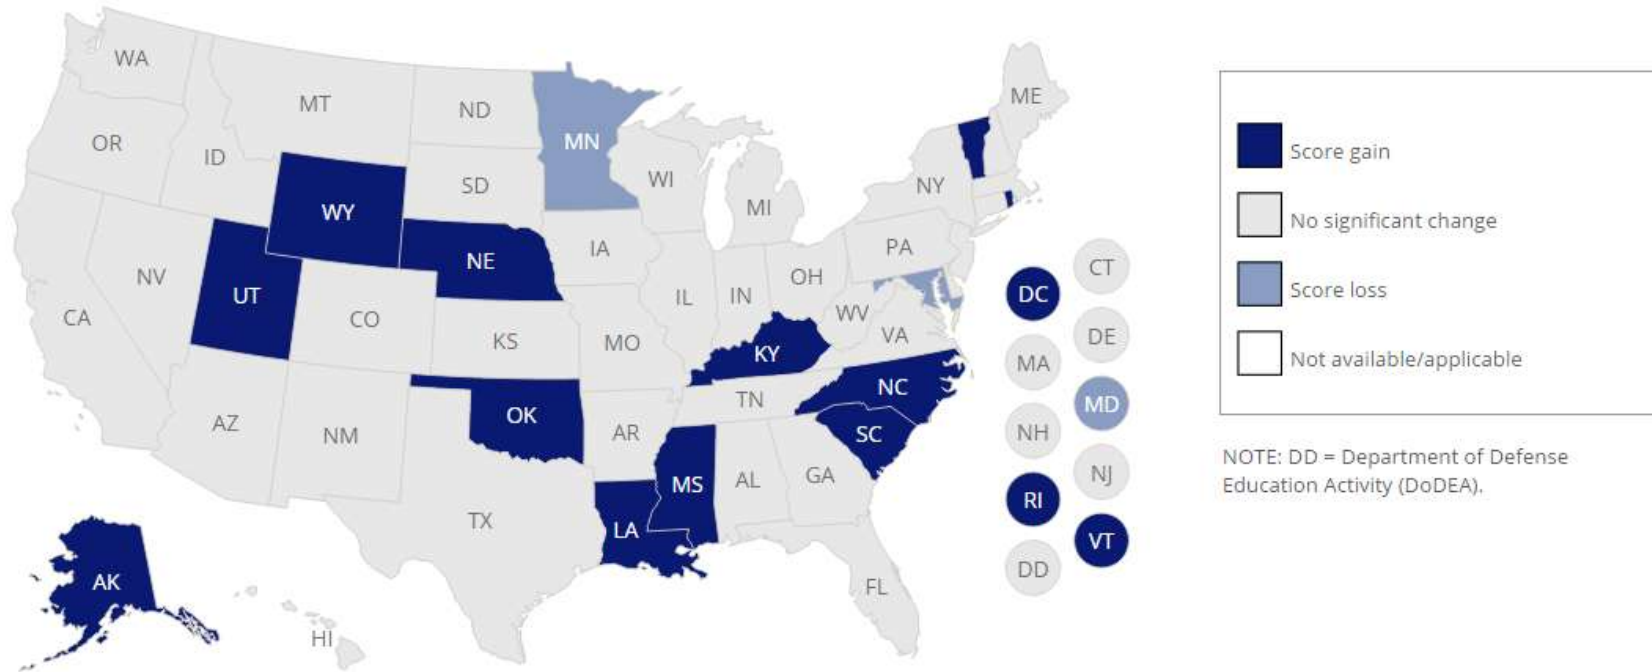 WA
MT
ND
MN
ME
OR
ID
SD
WI
NY
MI
WY
IA
PA
NE
NV
UT
IL
IN
OH
CO
WV
CA
KS
MO
KY
VA
NC
TN
AZ
OK
SC
NM
AR
MS
AL
GA
TX
LA
AK
FL
HI
CT
DC
DE
MA
MD
NH
NJ
RI
VT
DD
Score gain
No significant change
Score loss
Not available/applicable
NOTE: DD = Department of Defense
Education Activity (DoDEA).